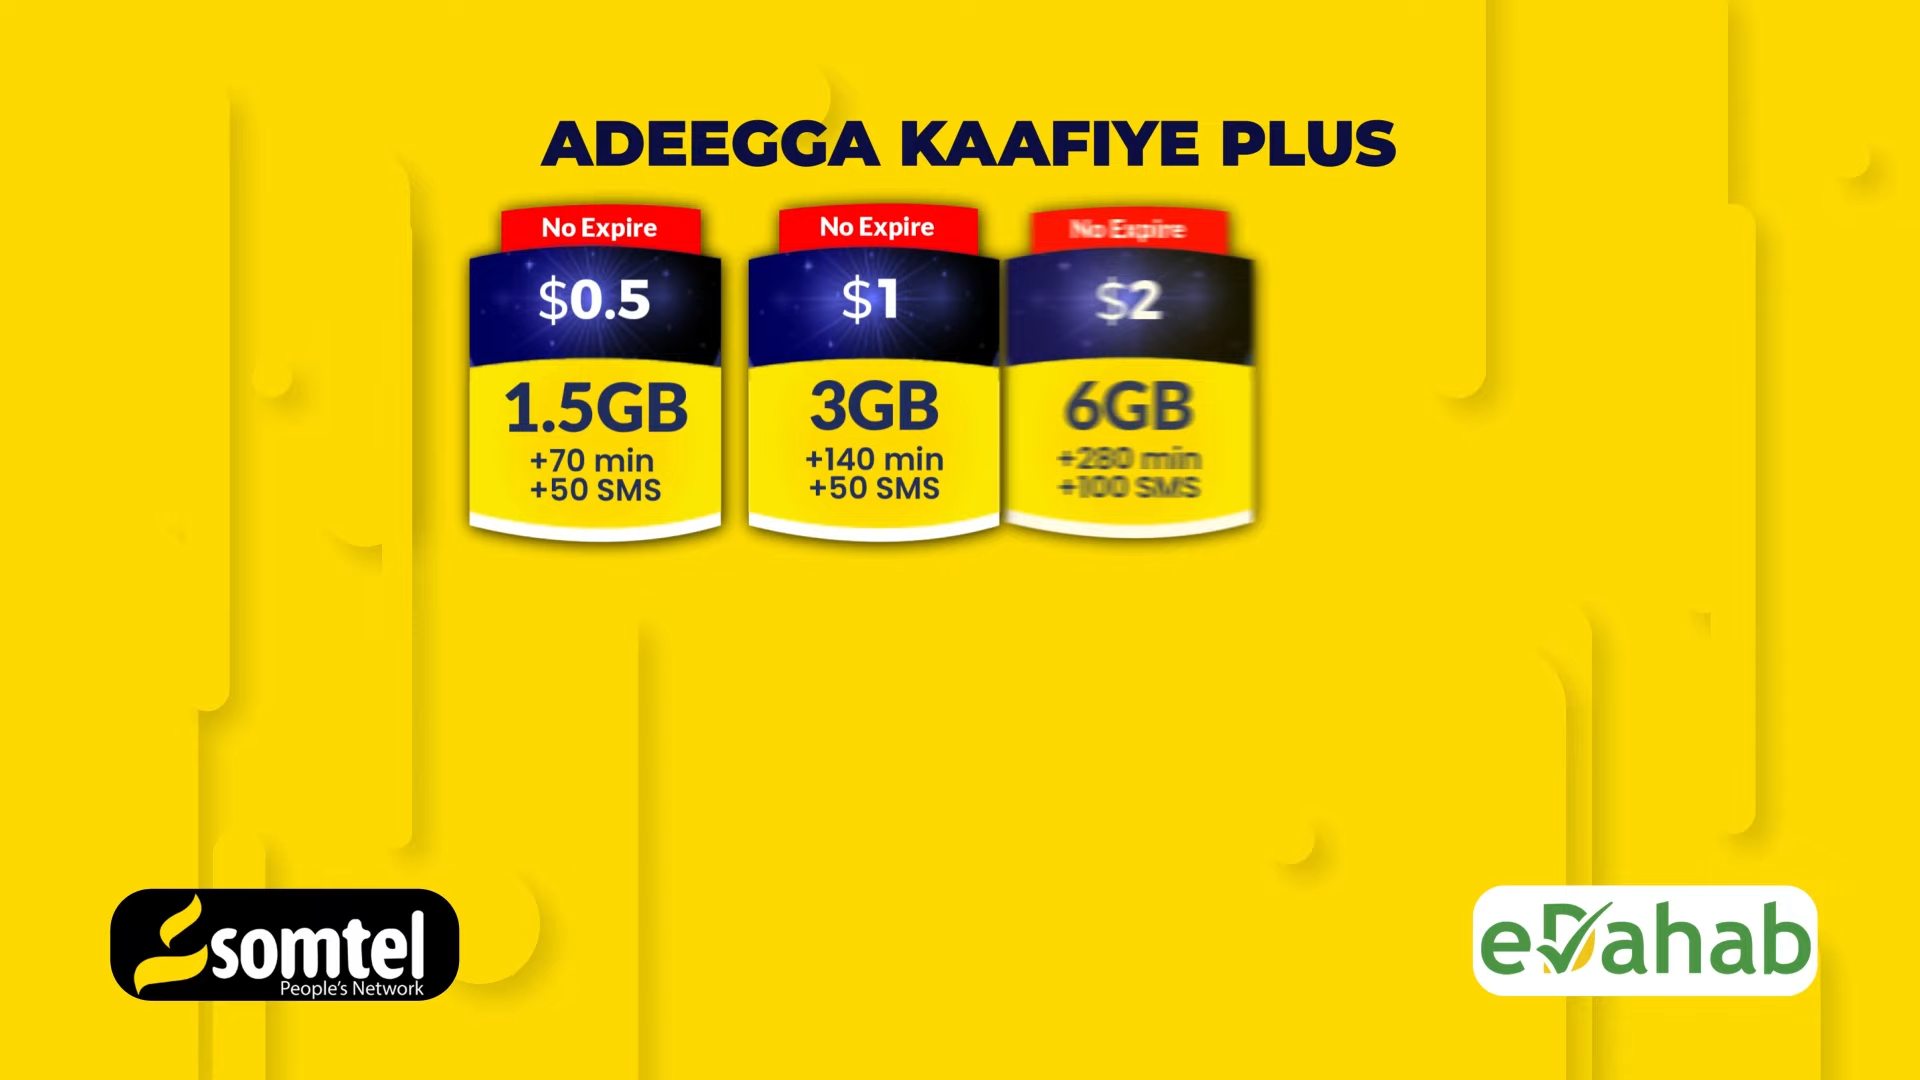 ADEEGGA KAAFIYE PLUS
No Expire
$0.5
1.5GB
+70 min
+50 SMS
No Expire
$1
3GB
+140 min
+50 SMS
No Expire
$2
6GB
+280 min
+100 SMS
somtel
People's Network
eDahab